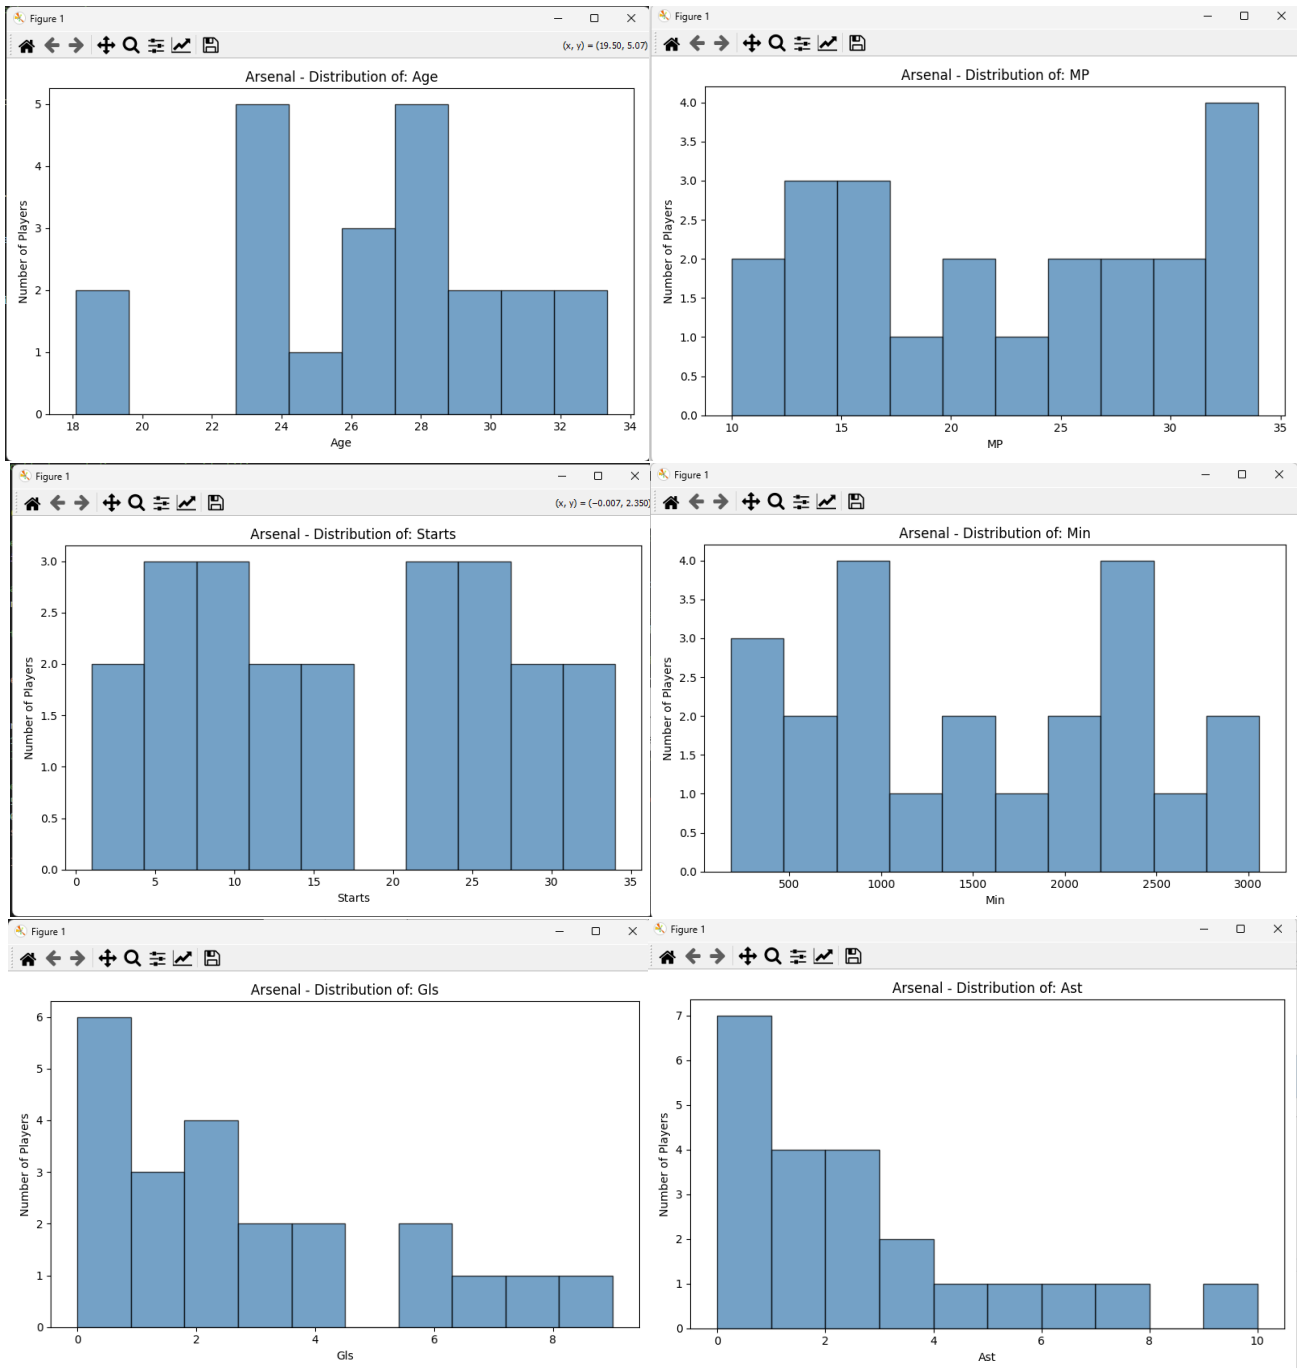 Figure 1
(x, y) = (19.50, 5.07)
Arsenal - Distribution of: Age
5
4
3
2
1
0
Number of Players
18 20 22 24 26 28 30 32 34
Age
Figure 1
Arsenal - Distribution of: MP
4.0
3.5
3.0
2.5
2.0
1.5
1.0
0.5
0.0
Number of Players
10 15 20 25 30 35
MP
Figure 1
(x, y) = (−0.007, 2.350)
Arsenal - Distribution of: Starts
3.0
2.5
2.0
1.5
1.0
0.5
0.0
Number of Players
0 5 10 15 20 25 30 35
Starts
Figure 1
Arsenal - Distribution of: Min
4.0
3.5
3.0
2.5
2.0
1.5
1.0
0.5
0.0
Number of Players
500 1000 1500 2000 2500 3000
Min
Figure 1
Arsenal - Distribution of: Gls
6
5
4
3
2
1
0
Number of Players
0 2 4 6 8
Gls
Figure 1
Arsenal - Distribution of: Ast
7
6
5
4
3
2
1
0
Number of Players
0 2 4 6 8 10
Ast